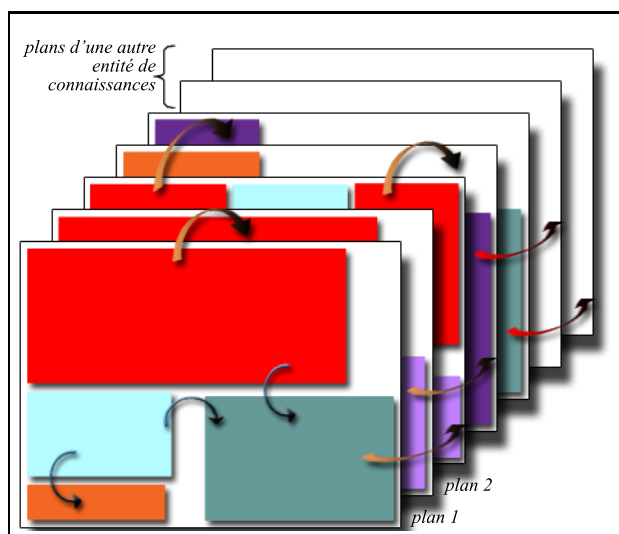 plans d’une autre
entité de
connaissances
plan 2
plan 1